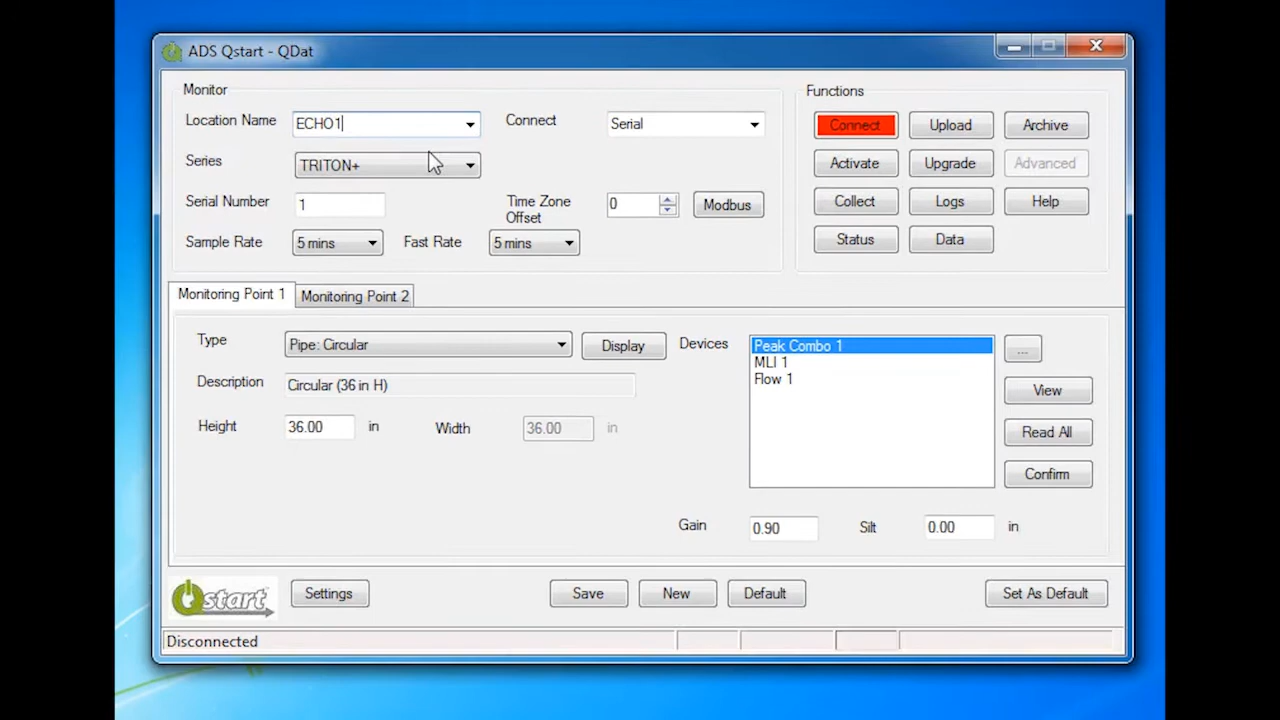 ADS Qstart - QDat
Monitor
Location Name ECHO1 Connect Serial
Series TRITON+
Serial Number 1 Time Zone Offset 0 Modbus
Sample Rate 5 mins Fast Rate 5 mins
Functions
Connect Upload Archive
Activate Upgrade Advanced
Collect Logs Help
Status Data
Monitoring Point 1 Monitoring Point 2
Type Pipe: Circular Display
Description Circular (36 in H)
Height 36.00 in Width 36.00 in
Devices
Peak Combo 1
MLI 1
Flow 1
...
View
Read All
Confirm
Gain 0.90 Silt 0.00 in
Qstart Settings Save New Default Set As Default
Disconnected